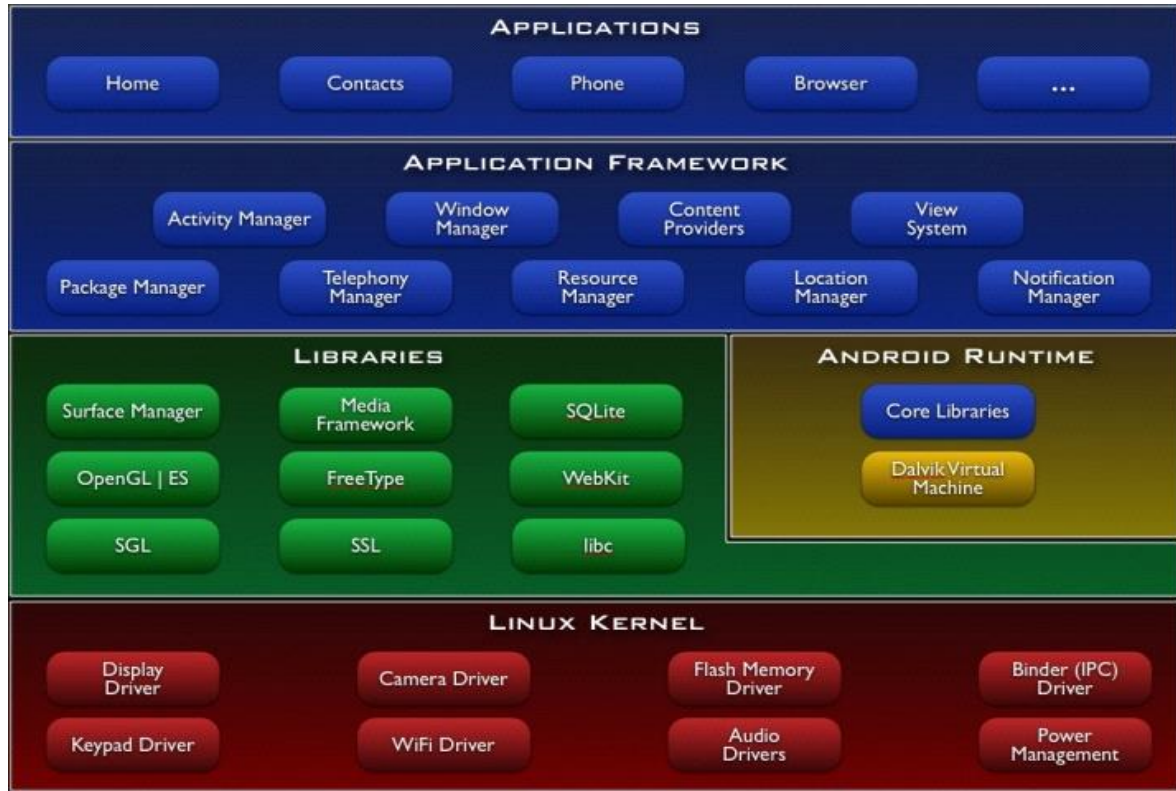 APPLICATIONS
Home
Contacts
Phone
Browser
...
APPLICATION FRAMEWORK
Activity Manager
Window
Manager
Content
Providers
View
System
Package Manager
Telephony
Manager
Resource
Manager
Location
Manager
Notification
Manager
LIBRARIES
Surface Manager
Media
Framework
SQLite
OpenGL | ES
FreeType
WebKit
SGL
SSL
libc
ANDROID RUNTIME
Core Libraries
Dalvik Virtual
Machine
LINUX KERNEL
Display
Driver
Camera Driver
Flash Memory
Driver
Binder (IPC)
Driver
Keypad Driver
WiFi Driver
Audio
Drivers
Power
Management